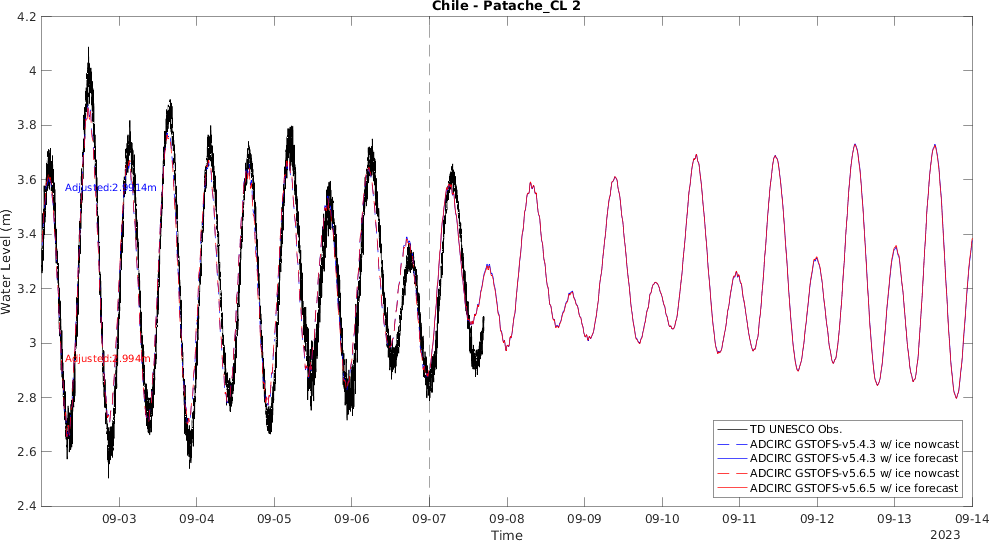 Chile - Patache_CL 2
4.2
4
3.8
3.6
3.4
3.2
3
2.8
2.6
2.4
Water Level (m)
Adjusted:2.9914m
Adjusted:2.994m
TD UNESCO Obs.
ADCIRC GSTOFS-v5.4.3 w/ ice nowcast
ADCIRC GSTOFS-v5.4.3 w/ ice forecast
ADCIRC GSTOFS-v5.6.5 w/ ice nowcast
ADCIRC GSTOFS-v5.6.5 w/ ice forecast
09-03 09-04 09-05 09-06 09-07 09-08 09-09 09-10 09-11 09-12 09-13 09-14
Time
2023